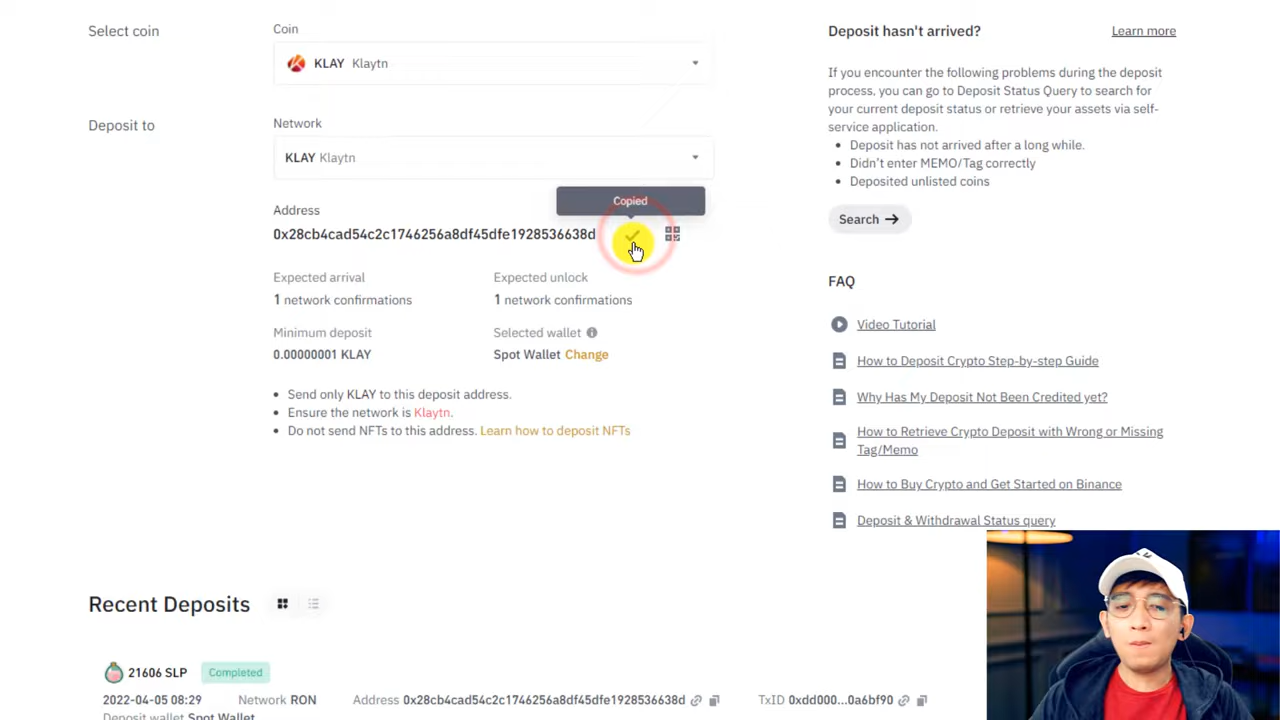 Select coin
Coin
KLAY Klaytn
Deposit to
Network
KLAY Klaytn
Copied
Address
0x28cb4cad54c2c1746256a8df45dfe1928536638d
Expected arrival
1 network confirmations
Expected unlock
1 network confirmations
Minimum deposit
0.00000001 KLAY
Selected wallet
Spot Wallet Change
Send only KLAY to this deposit address.
Ensure the network is Klaytn.
Do not send NFTs to this address. Learn how to deposit NFTs
Deposit hasn't arrived?
Learn more
If you encounter the following problems during the deposit
process, you can go to Deposit Status Query to search for
your current deposit status or retrieve your assets via self-
service application.
Deposit has not arrived after a long while.
Didn't enter MEMO/Tag correctly
Deposited unlisted coins
Search
FAQ
Video Tutorial
How to Deposit Crypto Step-by-step Guide
Why Has My Deposit Not Been Credited yet?
How to Retrieve Crypto Deposit with Wrong or Missing
Tag/Memo
How to Buy Crypto and Get Started on Binance
Deposit & Withdrawal Status query
Recent Deposits
21606 SLP Completed
2022-04-05 08:29 Network RON Address 0x28cb4cad54c2c1746256a8df45dfe1928536638d TxID 0xdd000...0a6bf90
Deposit wallet Spot Wallet